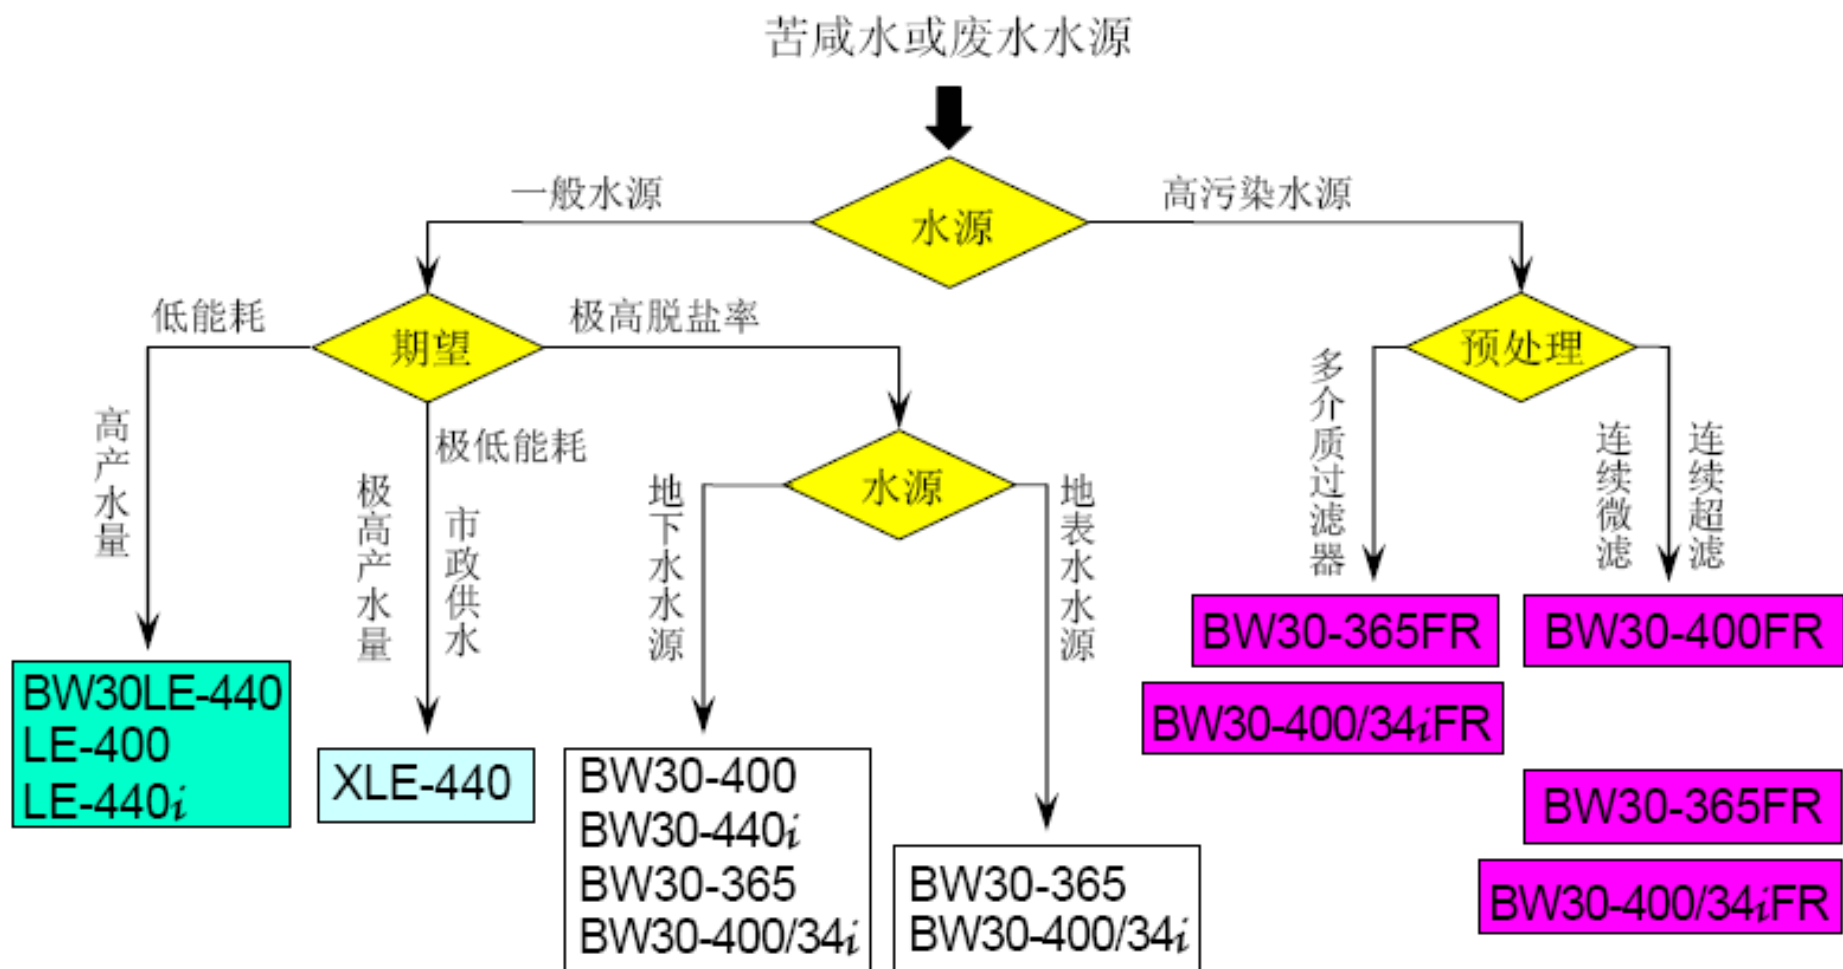 苦咸水或废水水源
一般水源
水源
高污染水源
低能耗
期望
极高脱盐率
预处理
高产水量
极低能耗
极高产水量
市政供水
水源
地下水水源
地表水水源
多介质过滤器
连续微滤
连续超滤
BW30LE-440
LE-400
LE-440i
XLE-440
BW30-400
BW30-440i
BW30-365
BW30-400/34i
BW30-365
BW30-400/34i
BW30-365FR
BW30-400/34iFR
BW30-400FR
BW30-365FR
BW30-400/34iFR